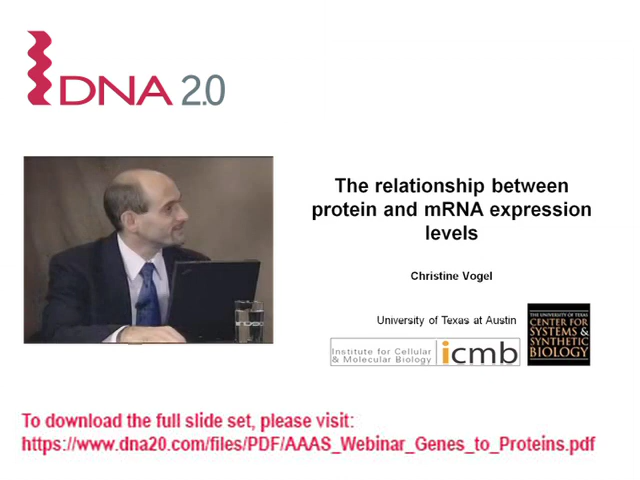 DNA 2.0
The relationship between
protein and mRNA expression
levels
Christine Vogel
University of Texas at Austin
Institute for Cellular
& Molecular Biology
icmb
THE UNIVERSITY OF TEXAS
CENTER FOR
SYSTEMS &
SYNTHETIC
BIOLOGY
To download the full slide set, please visit:
https://www.dna20.com/files/PDF/AAAS_Webinar_Genes_to_Proteins.pdf